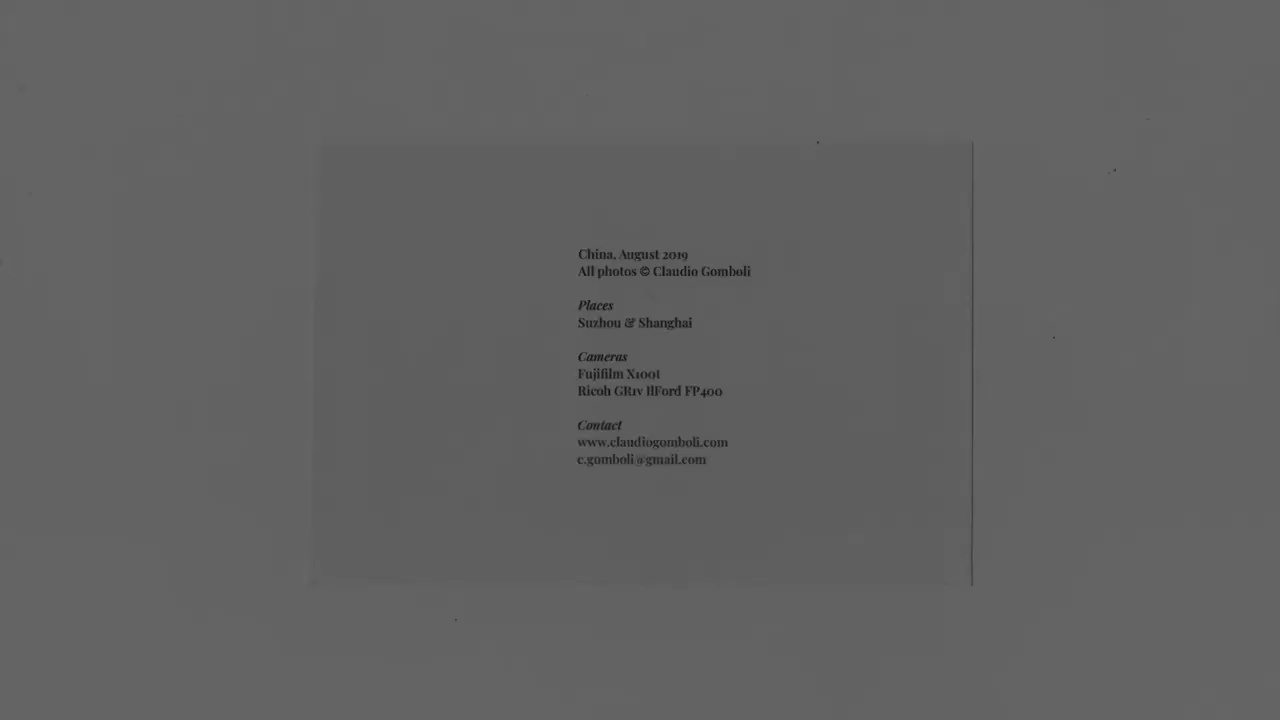 China, August 2019
All photos © Claudio Gomboli
Places
Suzhou & Shanghai
Cameras
Fujifilm X100t
Ricoh GR1v IlFord FP400
Contact
www.claudiogomboli.com
c.gomboli@gmail.com